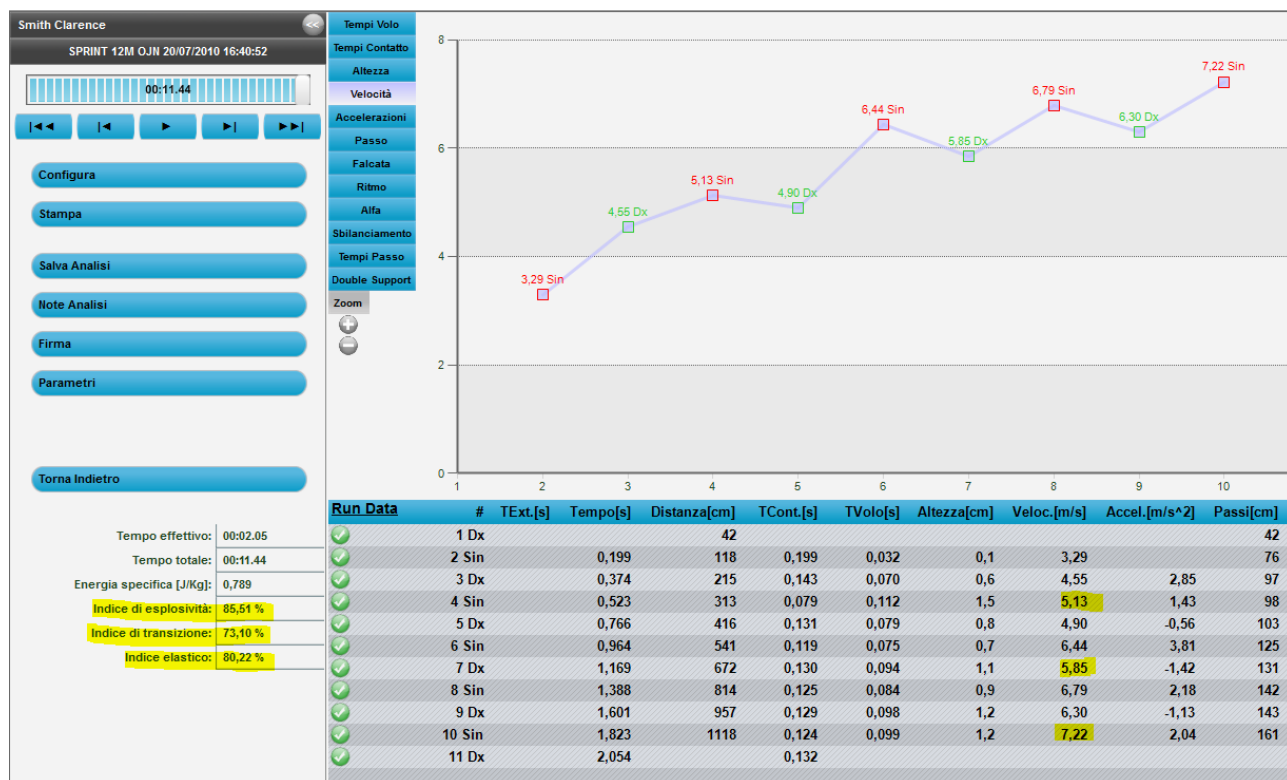 Smith Clarence <<
SPRINT 12M OJN 20/07/2010 16:40:52
00:11.44
Configura
Stampa
Salva Analisi
Note Analisi
Firma
Parametri
Torna Indietro
Tempo effettivo: 00:02.05
Tempo totale: 00:11.44
Energia specifica [J/Kg]: 0,789
Indice di esplosività: 85,51 %
Indice di transizione: 73,10 %
Indice elastico: 80,22 %
Tempi Volo
Tempi Contatto
Altezza
Velocità
Accelerazioni
Passo
Falcata
Ritmo
Alfa
Sbilanciamento
Tempi Passo
Double Support
Zoom
8
6
4
2
0
3,29 Sin
4,55 Dx
5,13 Sin
4,90 Dx
6,44 Sin
5,85 Dx
6,79 Sin
6,30 Dx
7,22 Sin
1 2 3 4 5 6 7 8 9 10
Run Data # TExt.[s] Tempo[s] Distanza[cm] TCont.[s] TVolo[s] Altezza[cm] Veloc.[m/s] Accel.[m/s^2] Passi[cm]
1 Dx 42 42
2 Sin 0,199 118 0,199 0,032 0,1 3,29 76
3 Dx 0,374 215 0,143 0,070 0,6 4,55 2,85 97
4 Sin 0,523 313 0,079 0,112 1,5 5,13 1,43 98
5 Dx 0,766 416 0,131 0,079 0,8 4,90 -0,56 103
6 Sin 0,964 541 0,119 0,075 0,7 6,44 3,81 125
7 Dx 1,169 672 0,130 0,094 1,1 5,85 -1,42 131
8 Sin 1,388 814 0,125 0,084 0,9 6,79 2,18 142
9 Dx 1,601 957 0,129 0,098 1,2 6,30 -1,13 143
10 Sin 1,823 1118 0,124 0,099 1,2 7,22 2,04 161
11 Dx 2,054 0,132